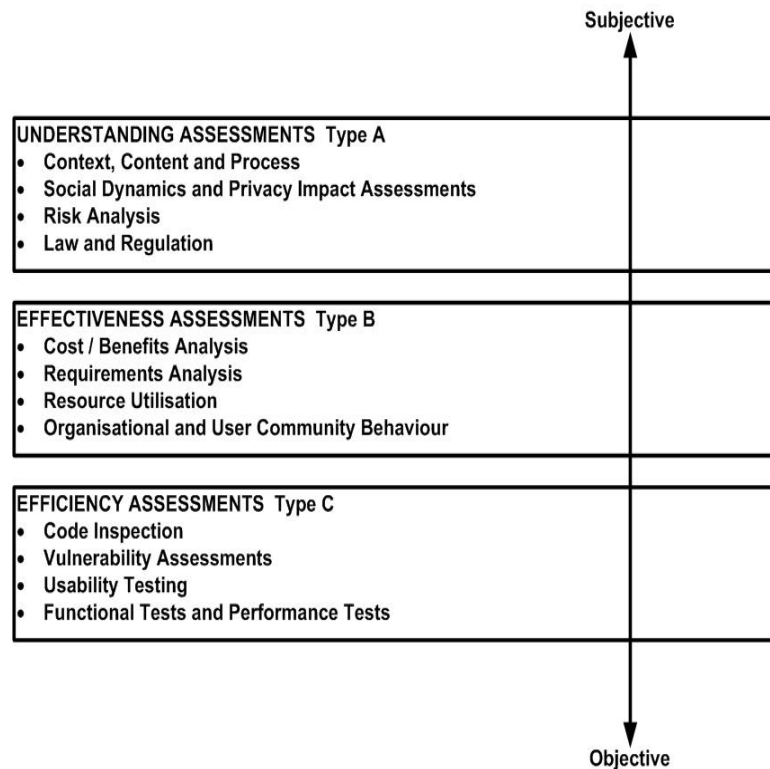 Subjective
UNDERSTANDING ASSESSMENTS Type A
• Context, Content and Process
• Social Dynamics and Privacy Impact Assessments
• Risk Analysis
• Law and Regulation
EFFECTIVENESS ASSESSMENTS Type B
• Cost / Benefits Analysis
• Requirements Analysis
• Resource Utilisation
• Organisational and User Community Behaviour
EFFICIENCY ASSESSMENTS Type C
• Code Inspection
• Vulnerability Assessments
• Usability Testing
• Functional Tests and Performance Tests
Objective